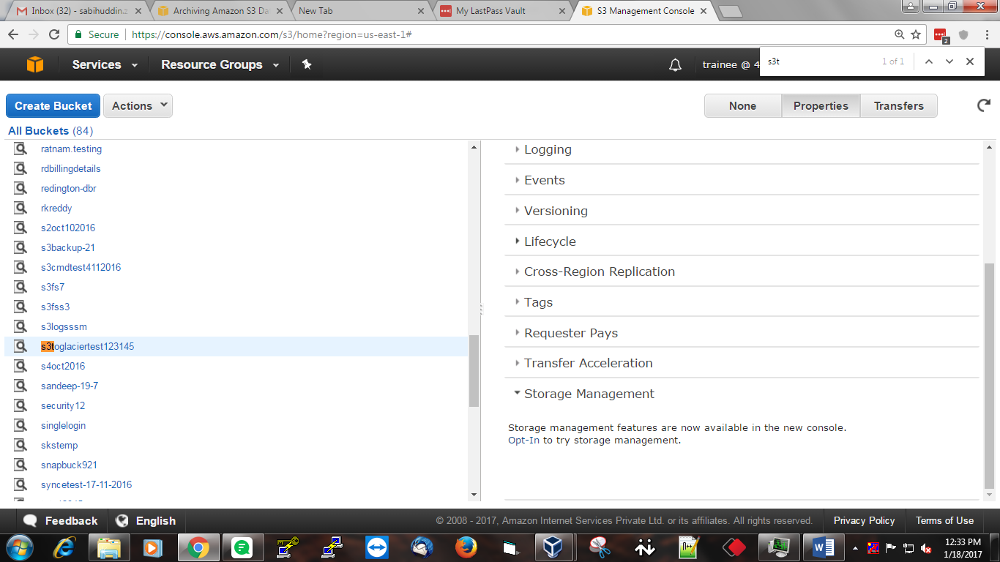 Inbox (32) - sabihuddin.z
Archiving Amazon S3 Da
New Tab
My LastPass Vault
S3 Management Console
Secure
https://console.aws.amazon.com/s3/home?region=us-east-1#
2
Services
Resource Groups
trainee @ 4
s3t
1 of 1
Create Bucket
Actions
None
Properties
Transfers
All Buckets (84)
ratnam.testing
rdbillingdetails
redington-dbr
rkreddy
s2oct102016
s3backup-21
s3cmdtest4112016
s3fs7
s3fss3
s3logsssm
s3toglaciertest123145
s4oct2016
sandeep-19-7
security12
singlelogin
skstemp
snapbuck921
syncetest-17-11-2016
Logging
Events
Versioning
Lifecycle
Cross-Region Replication
Tags
Requester Pays
Transfer Acceleration
Storage Management
Storage management features are now available in the new console.
Opt-In to try storage management.
Feedback
English
© 2008 - 2017, Amazon Internet Services Private Ltd. or its affiliates. All rights reserved.
Privacy Policy
Terms of Use
12:33 PM
1/18/2017